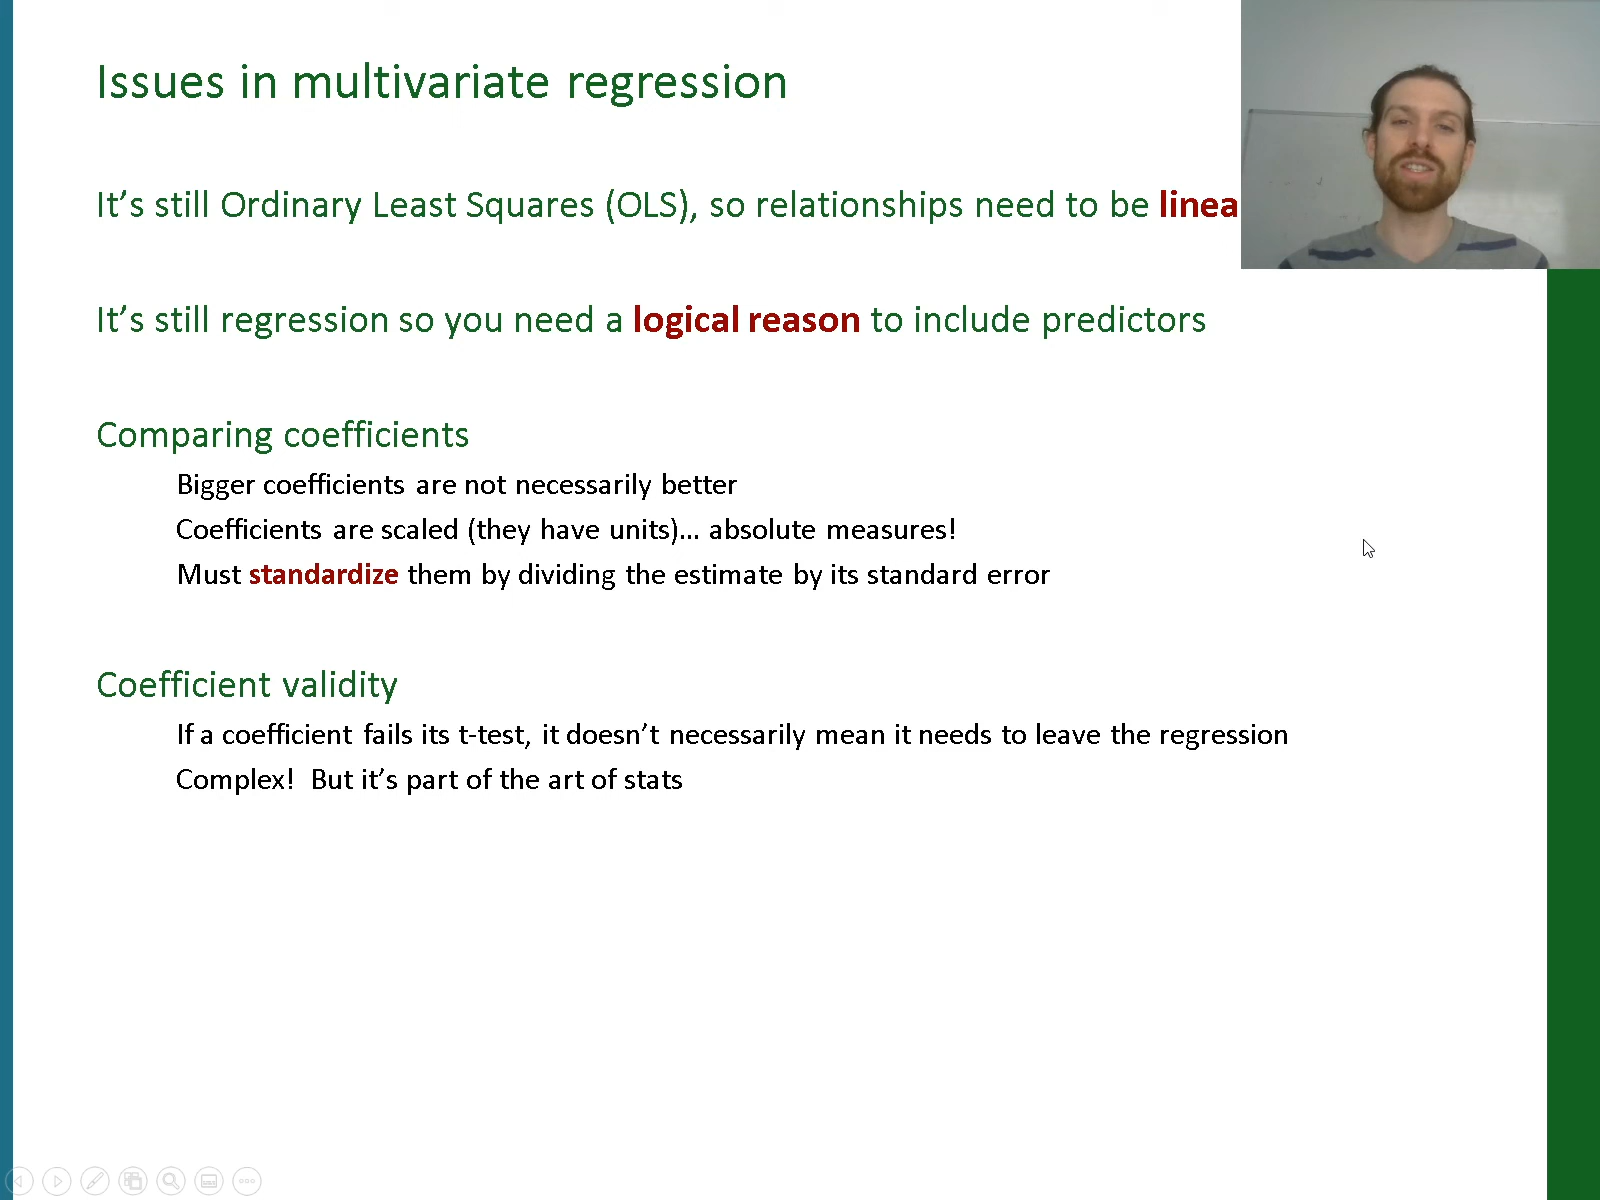 Issues in multivariate regression
It’s still Ordinary Least Squares (OLS), so relationships need to be linea
It’s still regression so you need a logical reason to include predictors
Comparing coefficients
Bigger coefficients are not necessarily better
Coefficients are scaled (they have units)… absolute measures!
Must standardize them by dividing the estimate by its standard error
Coefficient validity
If a coefficient fails its t-test, it doesn’t necessarily mean it needs to leave the regression
Complex!  But it’s part of the art of stats